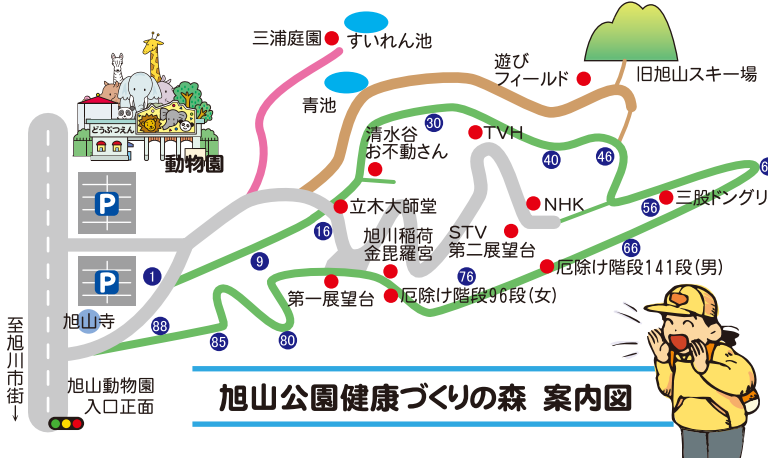 三浦庭園
すいれん池
遊び
フィールド
旧旭山スキー場
青池
どうぶつえん
動物園
清水谷
お不動さん
30
TVH
40
46
P
立木大師堂
NHK
56
三股ドングリ
16
旭川稲荷
金毘羅宮
STV
第二展望台
66
9
1
P
76
厄除け階段141段(男)
第一展望台
厄除け階段96段(女)
旭山寺
88
85
80
至旭川市街→
旭山動物園
入口正面
旭山公園健康づくりの森 案内図